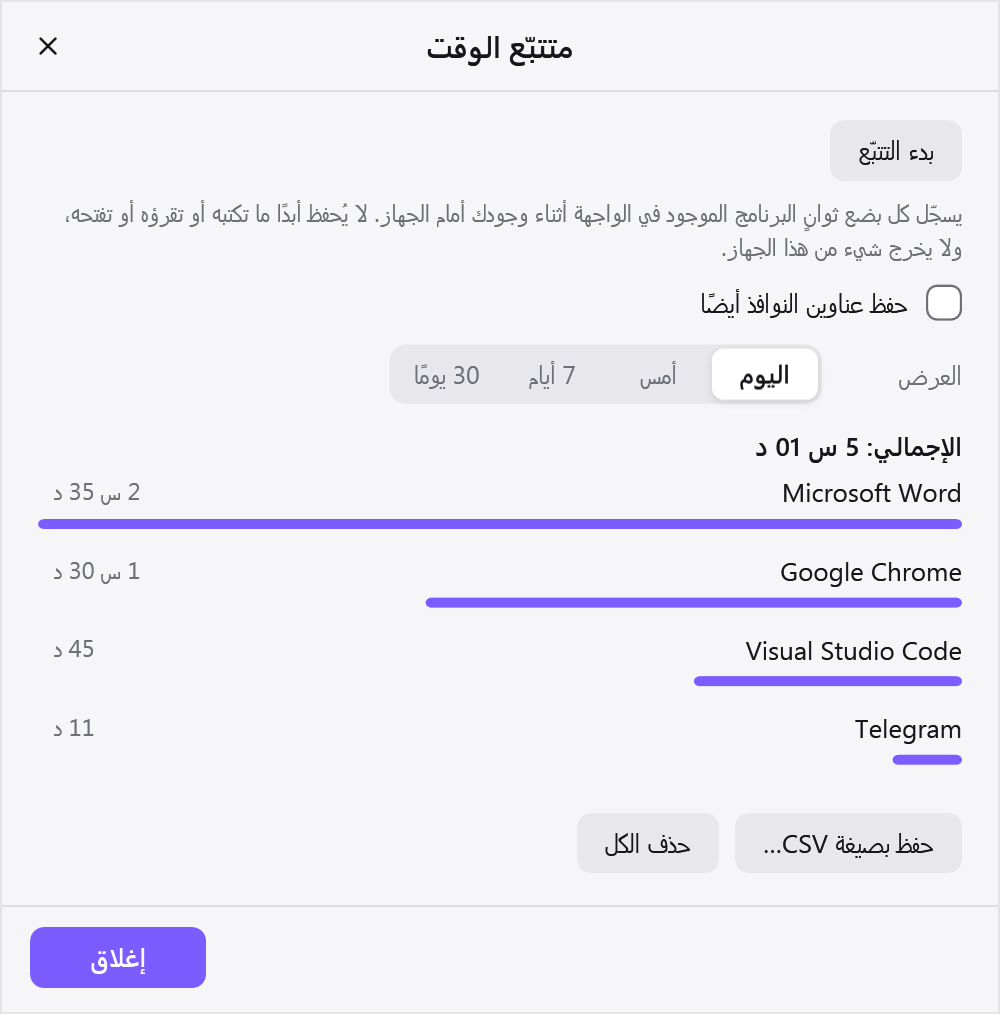 متتبّع الوقت
بدء التتبّع
يسجّل كل بضع ثوانٍ البرنامج الموجود في الواجهة أثناء وجودك أمام الجهاز. لا يُحفظ أبدًا ما تكتبه أو تقرؤه أو تفتحه،
ولا يخرج شيء من هذا الجهاز.
حفظ عناوين النوافذ أيضًا
العرض اليوم أمس 7 أيام 30 يومًا
الإجمالي: 5 س 01 د
Microsoft Word 2 س 35 د
Google Chrome 1 س 30 د
Visual Studio Code 45 د
Telegram 11 د
حفظ بصيغة CSV... حذف الكل
إغلاق